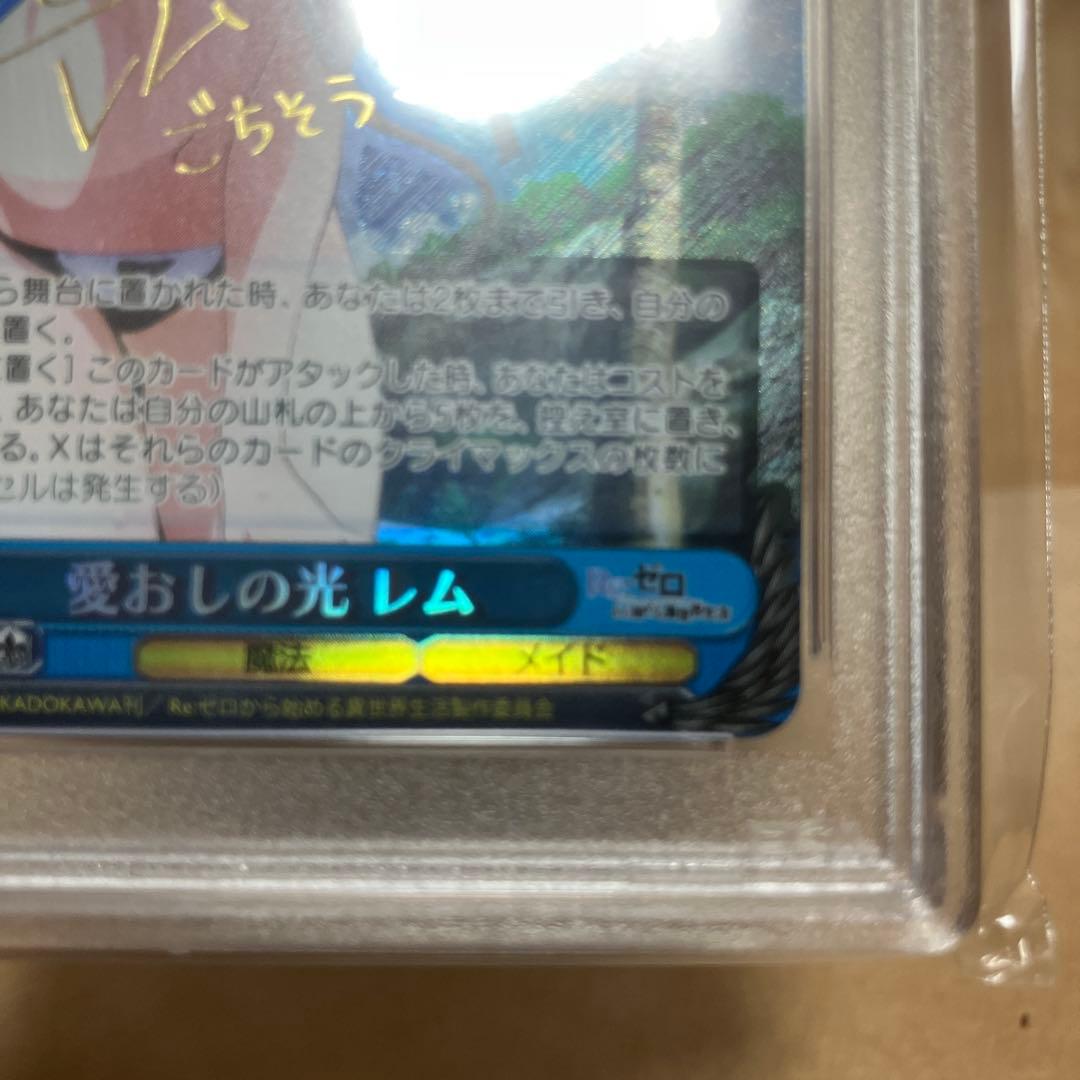 レム
ごちそう
ら舞台に置かれた時、あなたは2枚まで引き、自分の
置く。
置く］このカードがアタックした時、あなたはコストを
、あなたは自分の山札の上から5枚を、控え室に置き、
る。Xはそれらのカードのクライマックスの枚数に
セルは発生する）
愛おしの光 レム
Re:ゼロ
魔法 メイド
KADOKAWA刊／Re:ゼロから始める異世界生活製作委員会